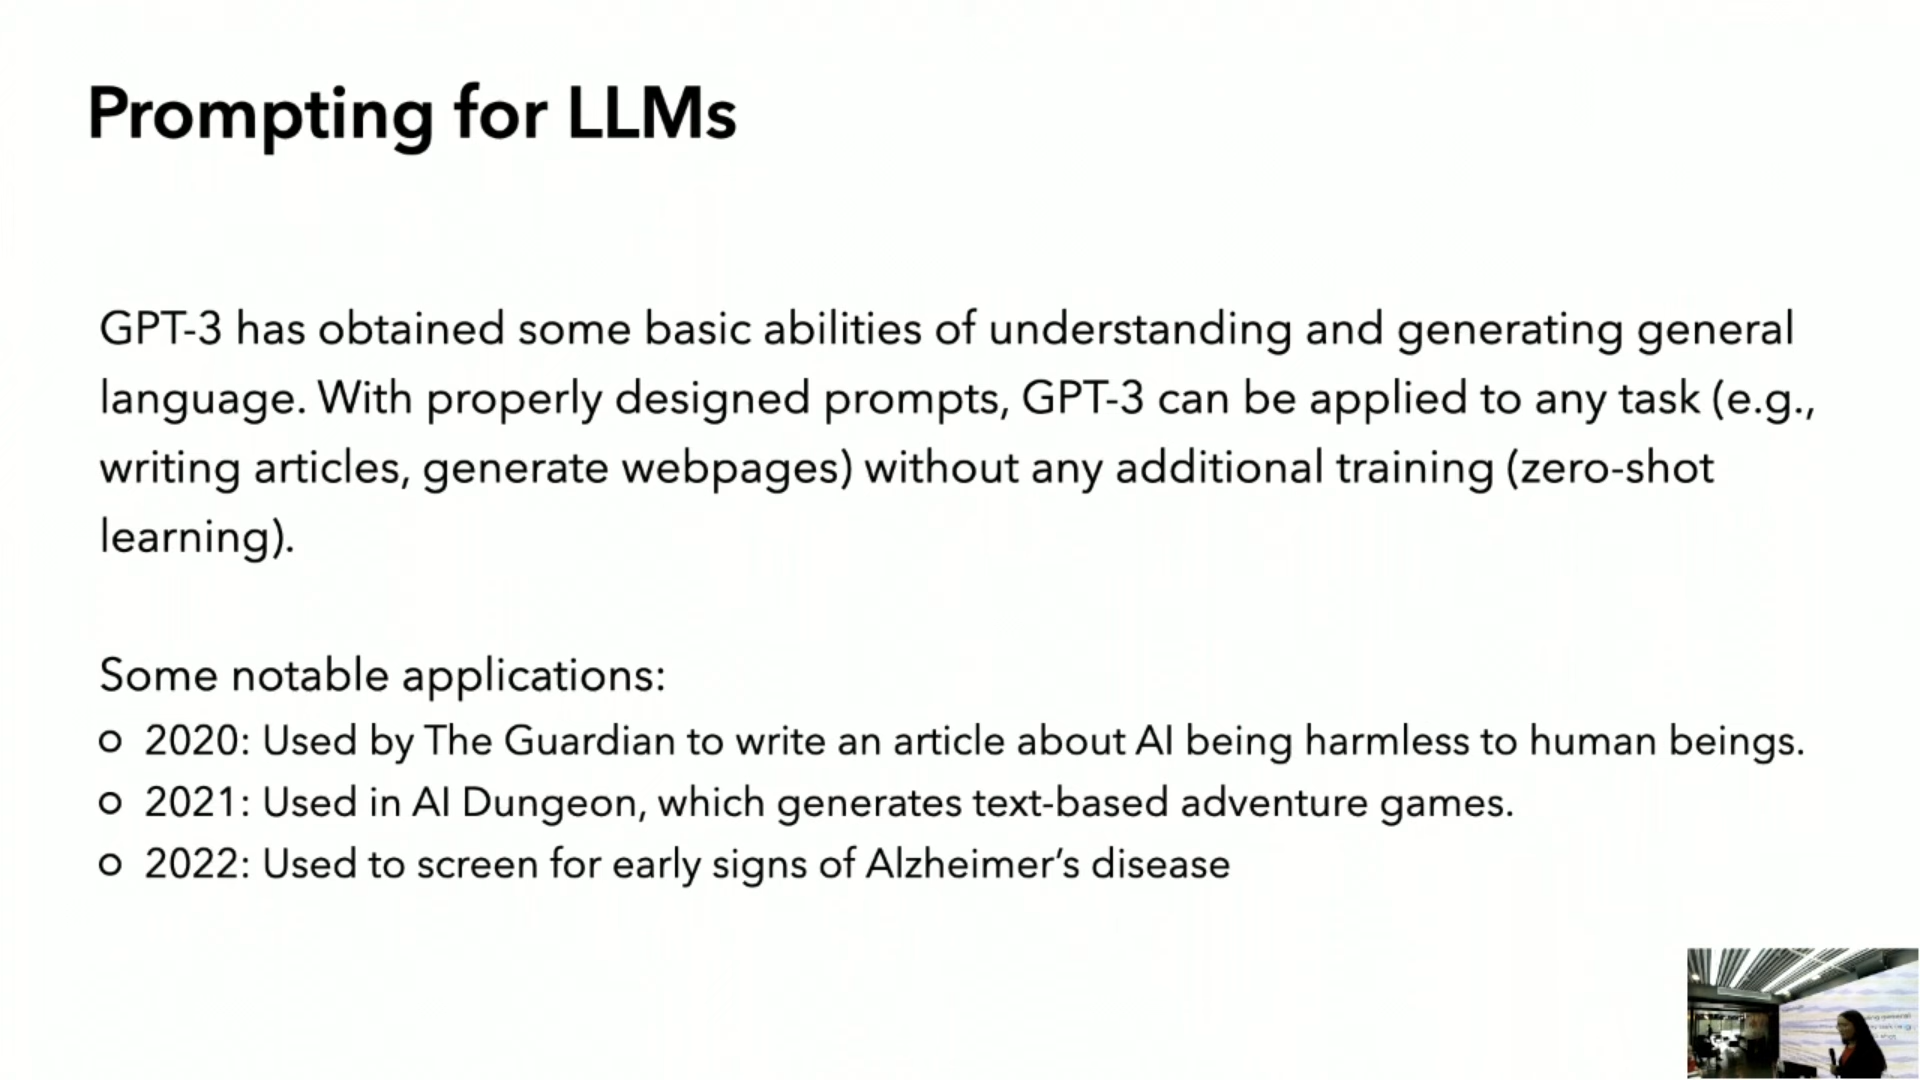 Prompting for LLMs
GPT-3 has obtained some basic abilities of understanding and generating general
language. With properly designed prompts, GPT-3 can be applied to any task (e.g.,
writing articles, generate webpages) without any additional training (zero-shot
learning).
Some notable applications:
○ 2020: Used by The Guardian to write an article about AI being harmless to human beings.
○ 2021: Used in AI Dungeon, which generates text-based adventure games.
○ 2022: Used to screen for early signs of Alzheimer’s disease